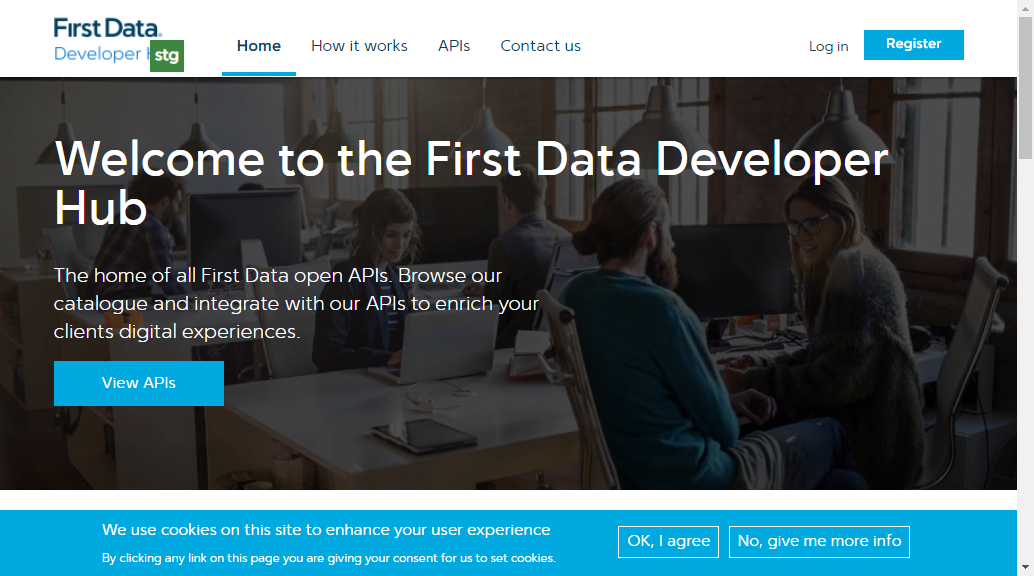 First Data.
Developer
stg
Home
How it works
APIs
Contact us
Log in
Register
Welcome to the First Data Developer
Hub
The home of all First Data open APIs. Browse our
catalogue and integrate with our APIs to enrich your
clients digital experiences.
View APIs
We use cookies on this site to enhance your user experience
By clicking any link on this page you are giving your consent for us to set cookies.
OK, I agree
No, give me more info